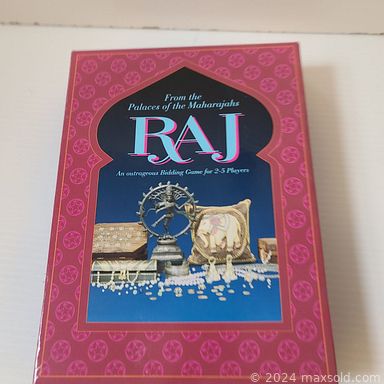 From the
Palaces of the Maharajahs
RAJ
An outrageous Bidding Game for 2-5 Players
© 2024 maxsold.com